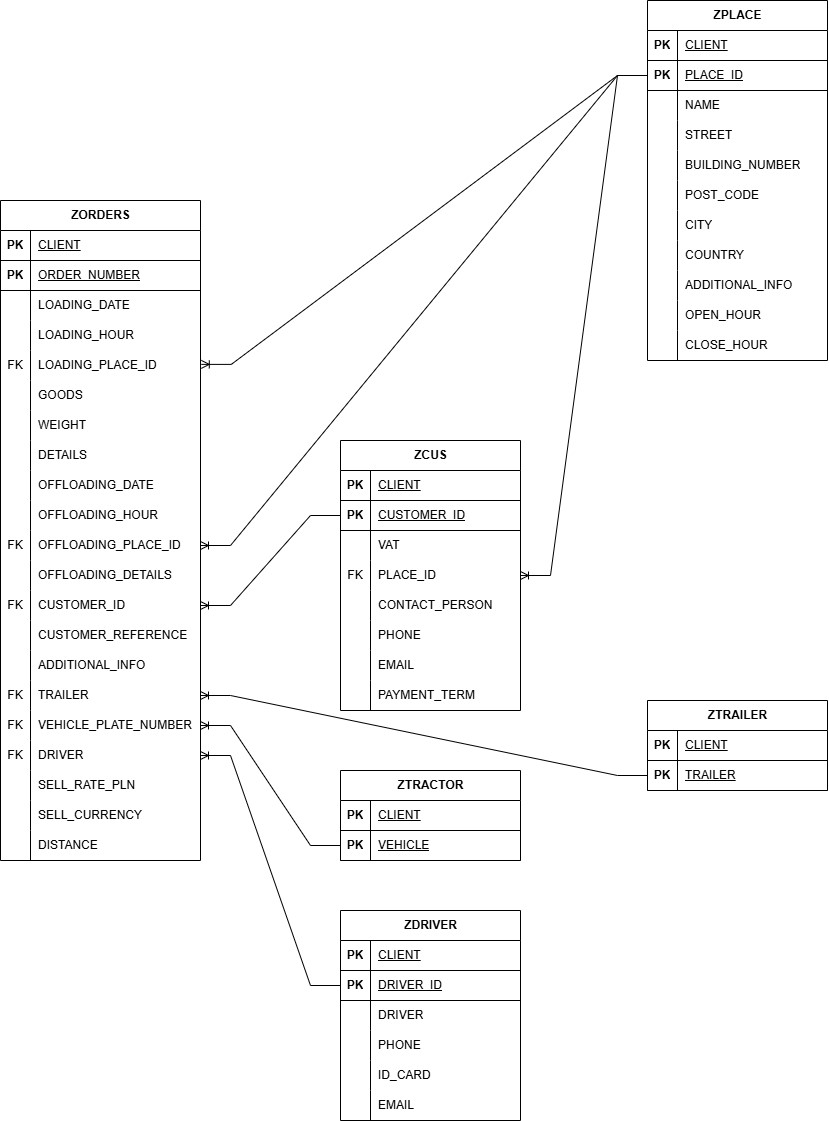 ZPLACE
PK CLIENT
PK PLACE_ID
NAME
STREET
BUILDING_NUMBER
POST_CODE
CITY
COUNTRY
ADDITIONAL_INFO
OPEN_HOUR
CLOSE_HOUR
ZORDERS
PK CLIENT
PK ORDER_NUMBER
LOADING_DATE
LOADING_HOUR
FK LOADING_PLACE_ID
GOODS
WEIGHT
DETAILS
OFFLOADING_DATE
OFFLOADING_HOUR
FK OFFLOADING_PLACE_ID
OFFLOADING_DETAILS
FK CUSTOMER_ID
CUSTOMER_REFERENCE
ADDITIONAL_INFO
FK TRAILER
FK VEHICLE_PLATE_NUMBER
FK DRIVER
SELL_RATE_PLN
SELL_CURRENCY
DISTANCE
ZCUS
PK CLIENT
PK CUSTOMER_ID
VAT
FK PLACE_ID
CONTACT_PERSON
PHONE
EMAIL
PAYMENT_TERM
ZTRAILER
PK CLIENT
PK TRAILER
ZTRACTOR
PK CLIENT
PK VEHICLE
ZDRIVER
PK CLIENT
PK DRIVER_ID
DRIVER
PHONE
ID_CARD
EMAIL